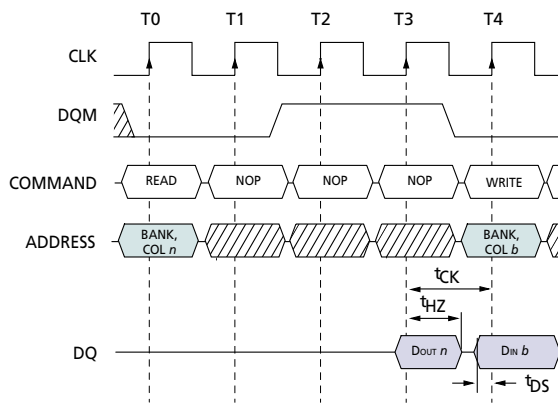 T0 T1 T2 T3 T4
CLK
DQM
COMMAND READ NOP NOP NOP WRITE
ADDRESS
BANK,
COL n
BANK,
COL b
tCK
tHZ
DQ DOUT n DIN b
tDS